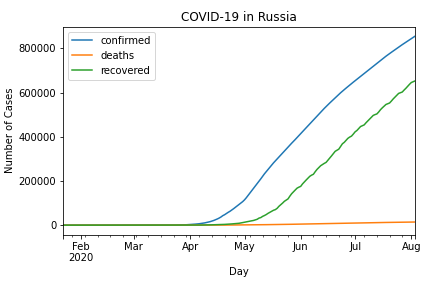 COVID-19 in Russia
confirmed
deaths
recovered
Number of Cases
800000
600000
400000
200000
0
Feb Mar Apr May Jun Jul Aug
2020
Day